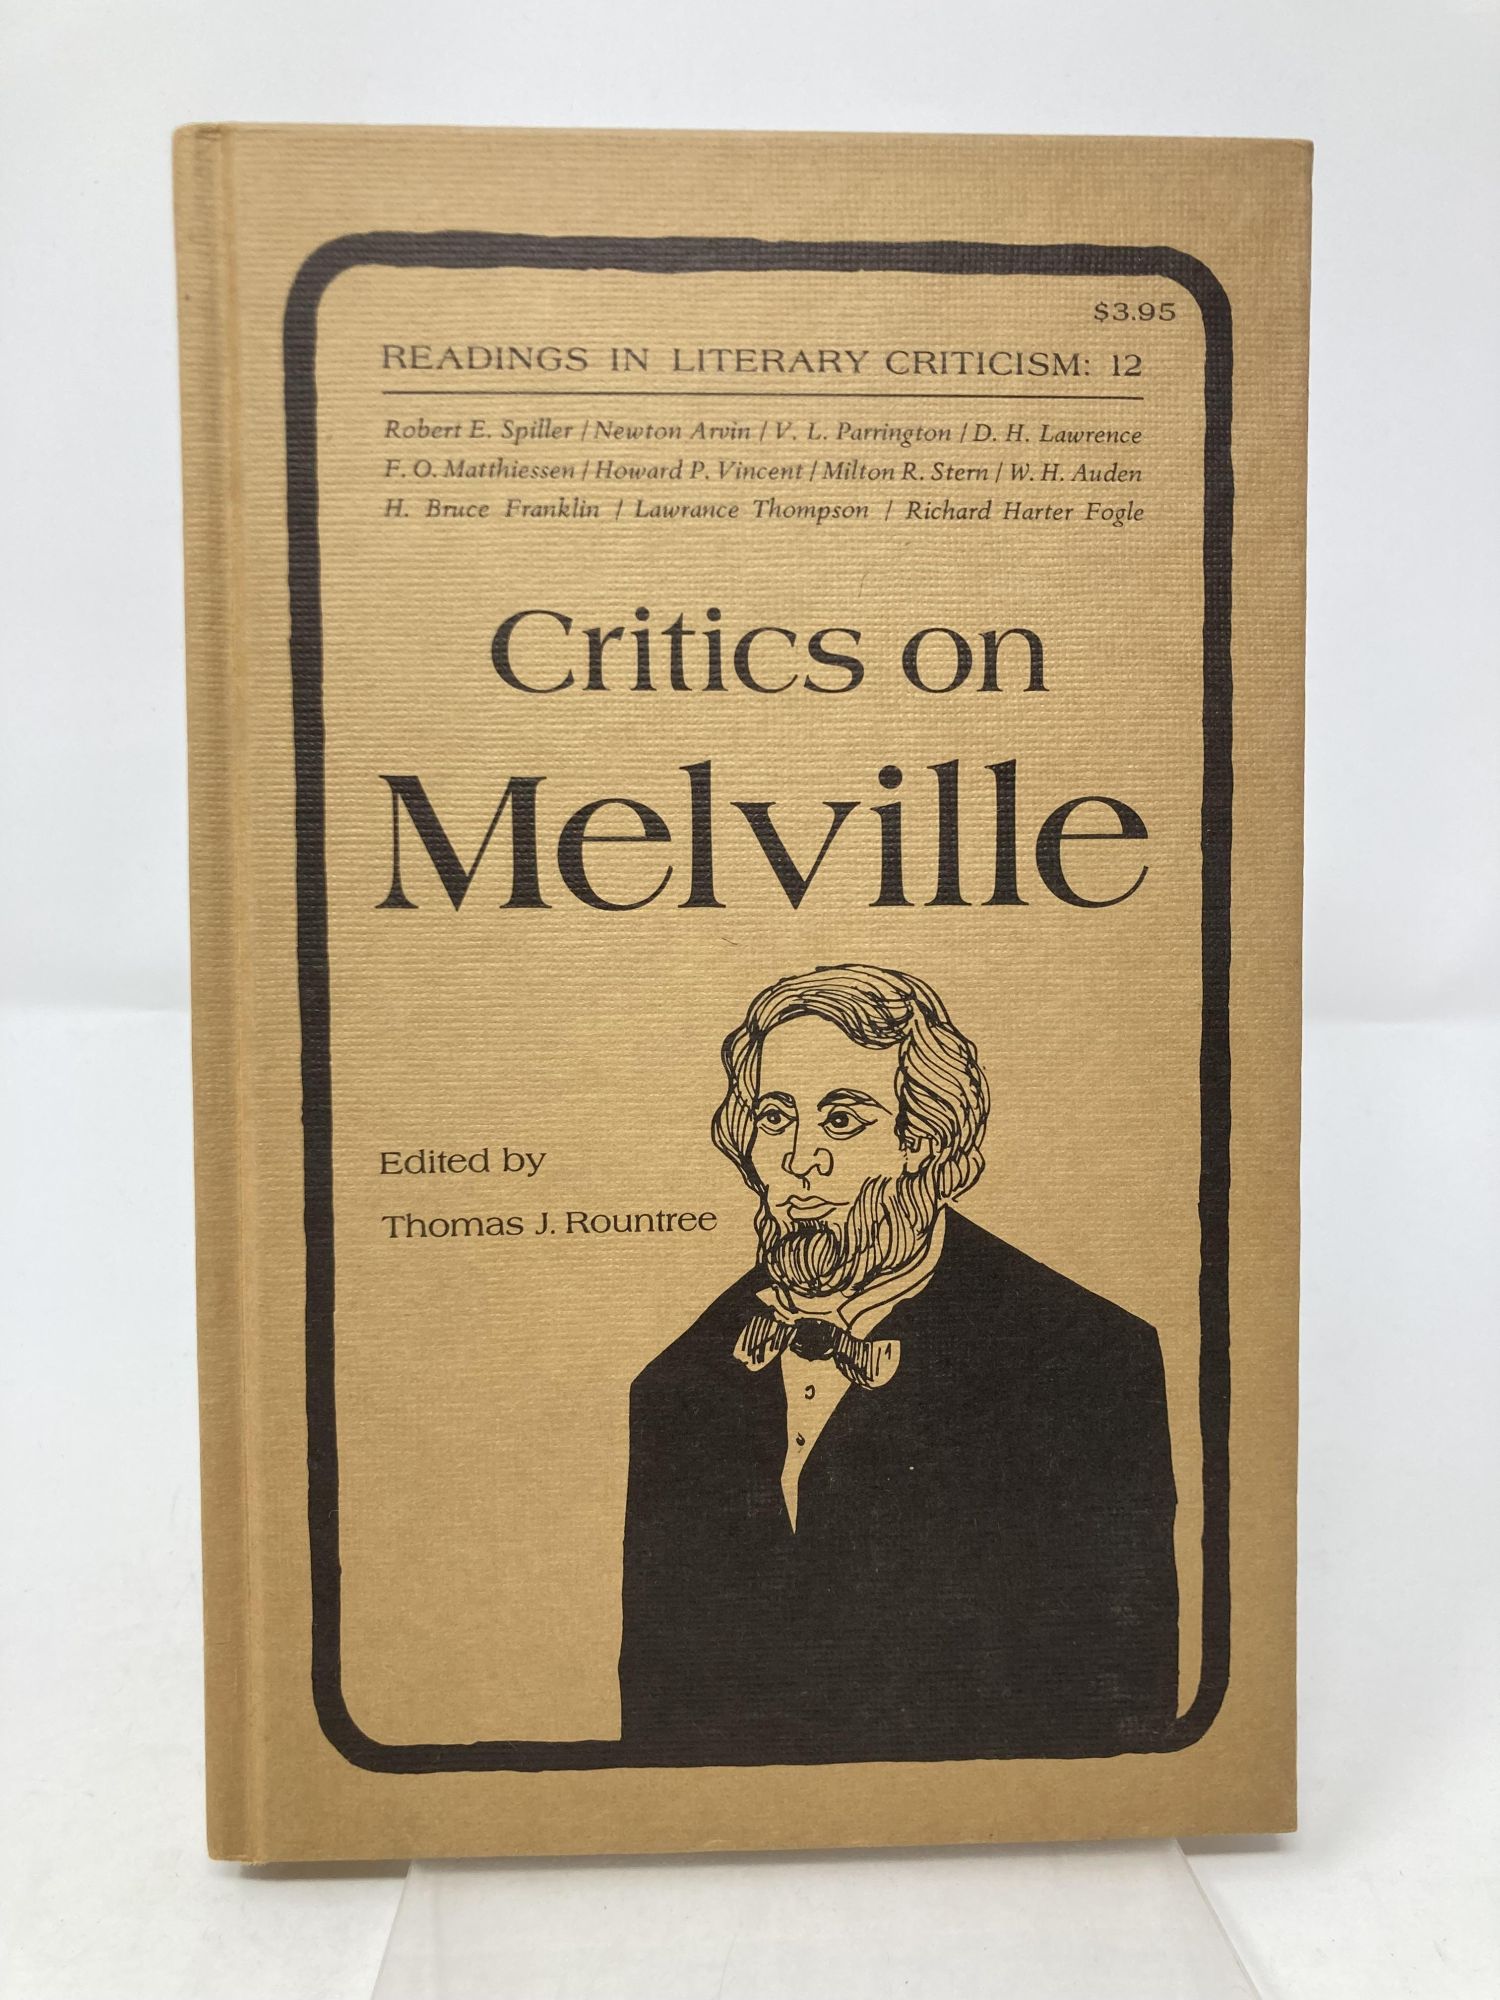 $3.95
READINGS IN LITERARY CRITICISM: 12
Robert E. Spiller / Newton Arvin / V. L. Parrington / D. H. Lawrence
F. O. Matthiessen / Howard P. Vincent / Milton R. Stern / W. H. Auden
H. Bruce Franklin / Lawrance Thompson / Richard Harter Fogle
Critics on
Melville
Edited by
Thomas J. Rountree